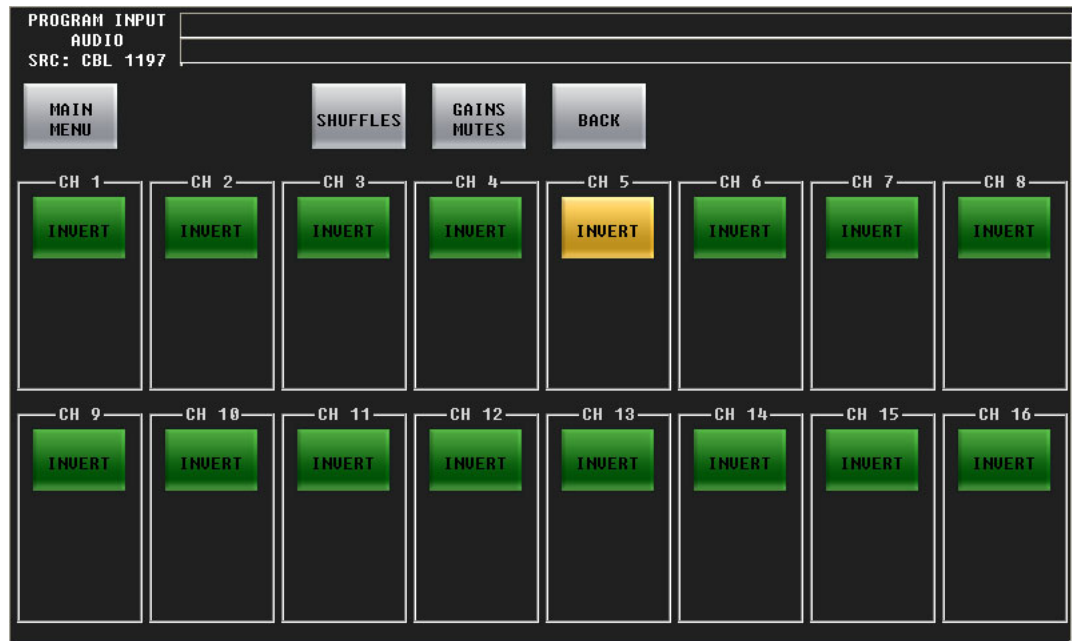 PROGRAM INPUT
AUDIO
SRC: CBL 1197
MAIN
MENU
SHUFFLES
GAINS
MUTES
BACK
CH 1 CH 2 CH 3 CH 4 CH 5 CH 6 CH 7 CH 8
INVERT INVERT INVERT INVERT INVERT INVERT INVERT INVERT
CH 9 CH 10 CH 11 CH 12 CH 13 CH 14 CH 15 CH 16
INVERT INVERT INVERT INVERT INVERT INVERT INVERT INVERT